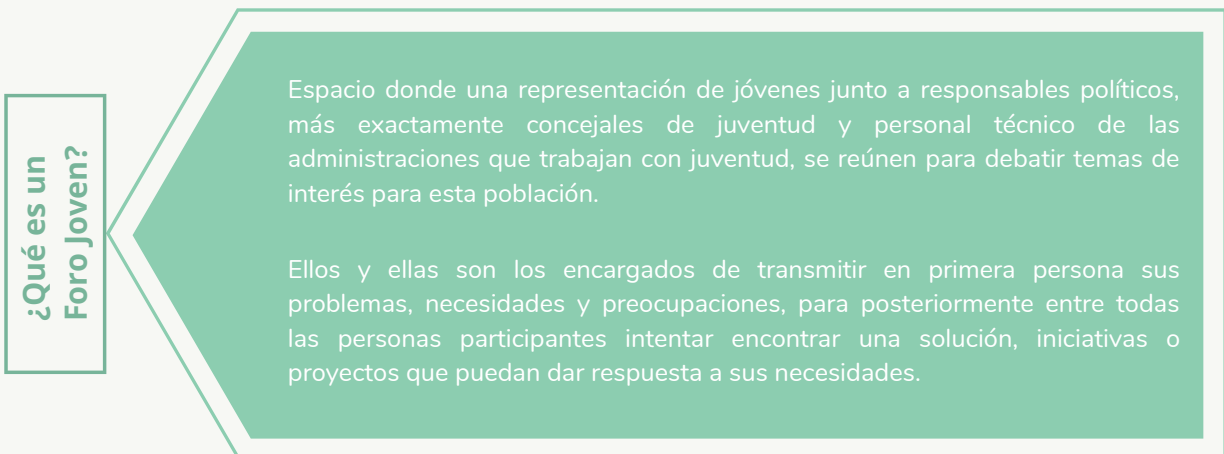 ¿Qué es un
Foro Joven?
Espacio donde una representación de jóvenes junto a responsables políticos,
más exactamente concejales de juventud y personal técnico de las
administraciones que trabajan con juventud, se reúnen para debatir temas de
interés para esta población.
Ellos y ellas son los encargados de transmitir en primera persona sus
problemas, necesidades y preocupaciones, para posteriormente entre todas
las personas participantes intentar encontrar una solución, iniciativas o
proyectos que puedan dar respuesta a sus necesidades.